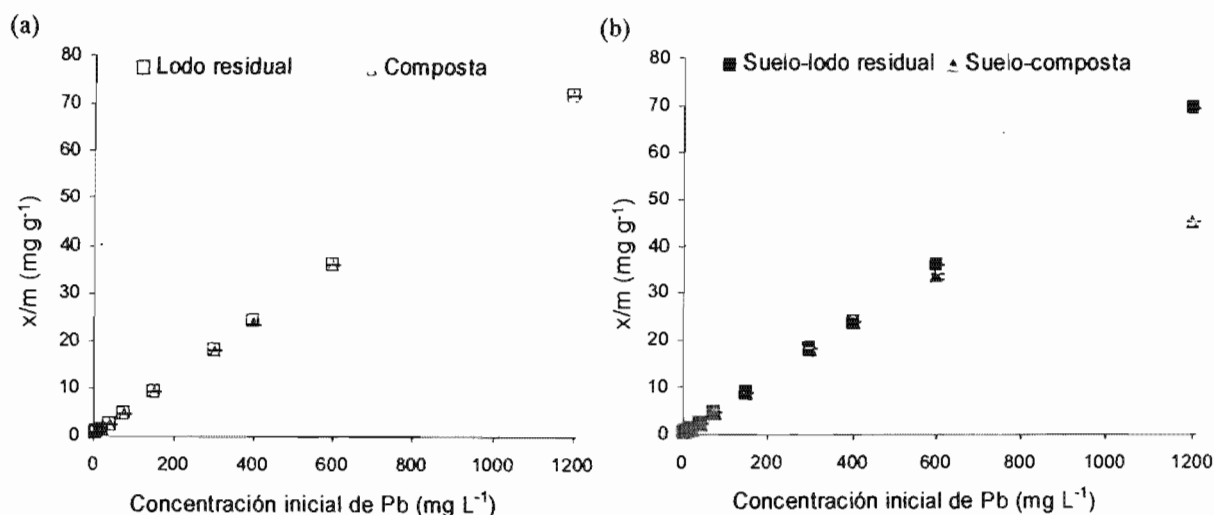 (a)
80
70
60
50
40
30
20
10
0
Lodo residual Composta
x/m (mg g⁻¹)
0 200 400 600 800 1000 1200
Concentración inicial de Pb (mg L⁻¹)
(b)
80
70
60
50
40
30
20
10
0
Suelo-lodo residual Suelo-composta
x/m (mg g⁻¹)
0 200 400 600 800 1000 1200
Concentración inicial de Pb (mg L⁻¹)